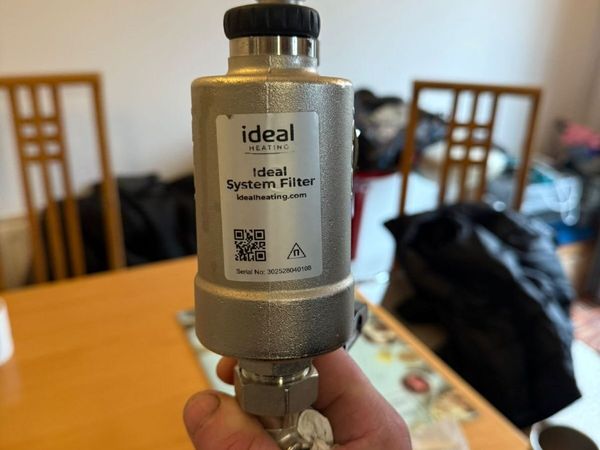 ideal
HEATING
Ideal
System Filter
idealheating.com
Serial No: 302528040108